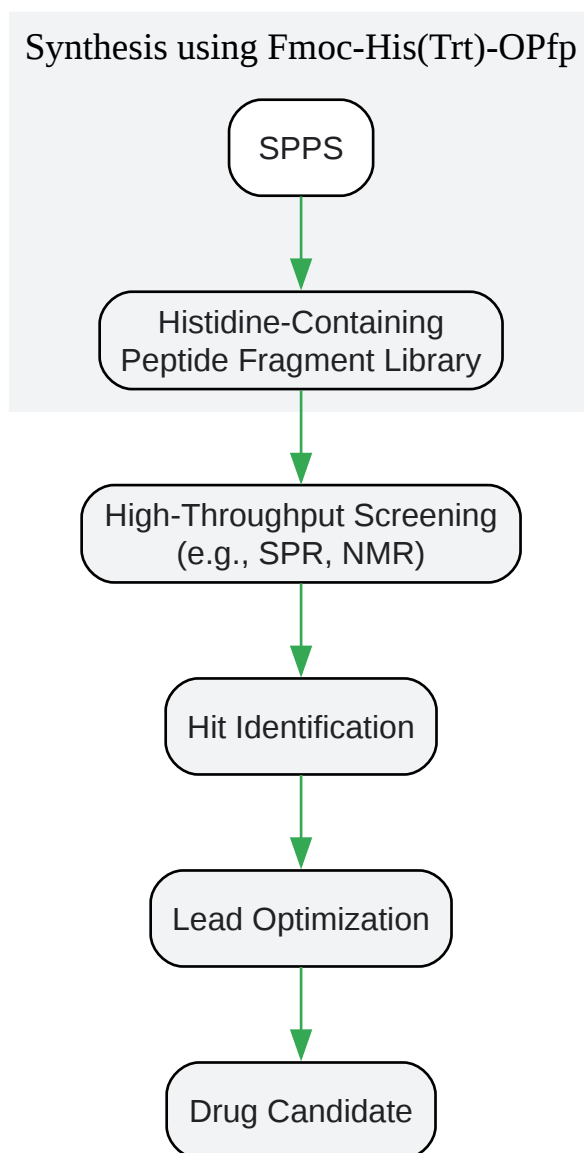 Synthesis using Fmoc-His(Trt)-OPfp
SPPS
Histidine-Containing
Peptide Fragment Library
High-Throughput Screening
(e.g., SPR, NMR)
Hit Identification
Lead Optimization
Drug Candidate